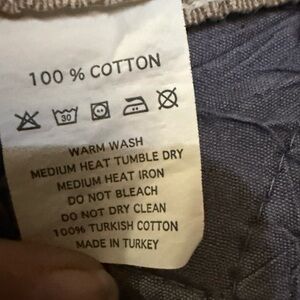 100 % COTTON
30
WARM WASH
MEDIUM HEAT TUMBLE DRY
MEDIUM HEAT IRON
DO NOT BLEACH
DO NOT DRY CLEAN
100% TURKISH COTTON
MADE IN TURKEY